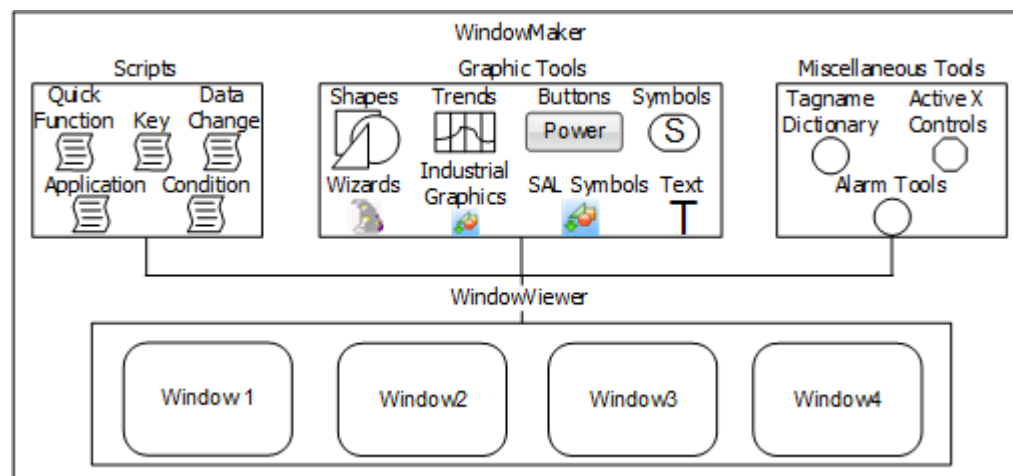 WindowMaker
Scripts
Quick
Function
Key
Data
Change
Application
Condition
Graphic Tools
Shapes
Trends
Buttons
Symbols
Power
S
Wizards
Industrial
Graphics
SAL Symbols
Text
T
Miscellaneous Tools
Tagname
Dictionary
Active X
Controls
Alarm Tools
WindowViewer
Window 1
Window2
Window3
Window4